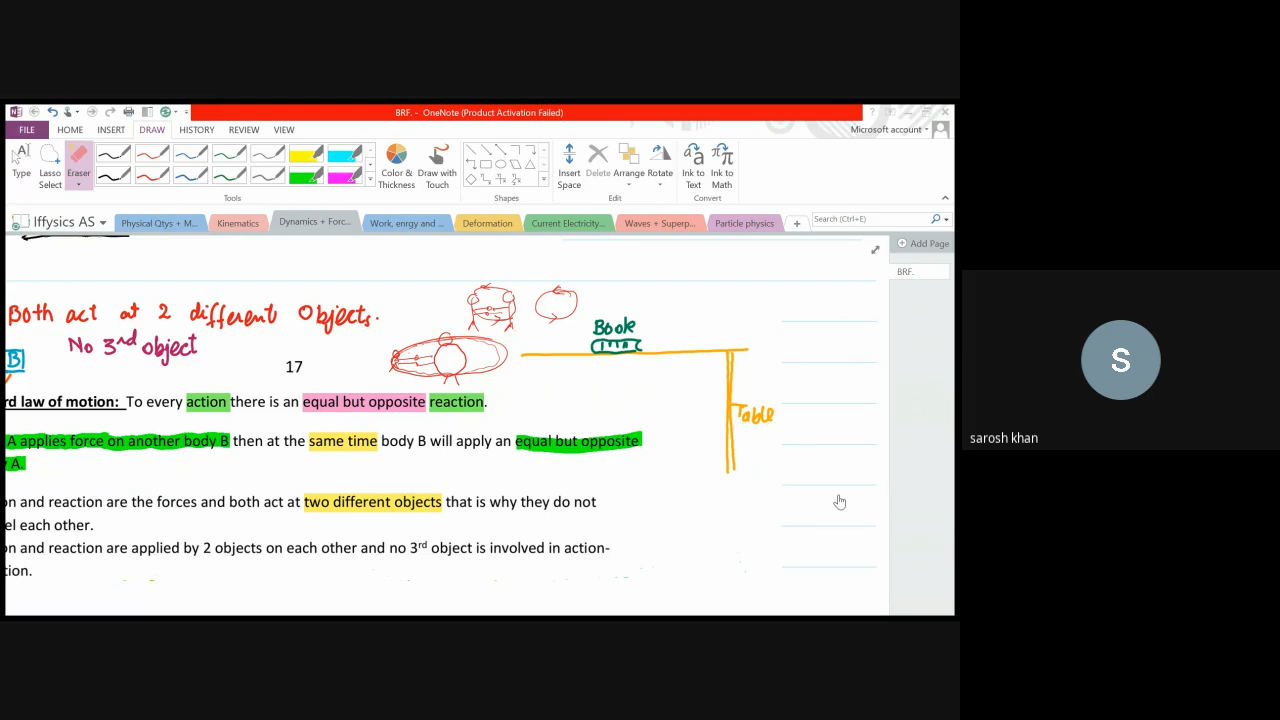 BRF. - OneNote (Product Activation Failed)
FILE HOME INSERT DRAW HISTORY REVIEW VIEW
Microsoft account
Type
Lasso Select
Eraser
Color & Thickness
Draw with Touch
Insert Space
Delete
Arrange
Rotate
Ink to Text
Ink to Math
Tools
Shapes
Edit
Convert
Iffysics AS
Physical Qtys + M...
Kinematics
Dynamics + Forc...
Work, enrgy and ...
Deformation
Current Electricity...
Waves + Superp...
Particle physics
Search (Ctrl+E)
Add Page
BRF.
Both act at 2 different Objects.
No 3rd object
B
17
Book
Table
rd law of motion: To every action there is an equal but opposite reaction.
A applies force on another body B then at the same time body B will apply an equal but opposite
y A.
on and reaction are the forces and both act at two different objects that is why they do not
el each other.
on and reaction are applied by 2 objects on each other and no 3rd object is involved in action-
tion.
S
sarosh khan